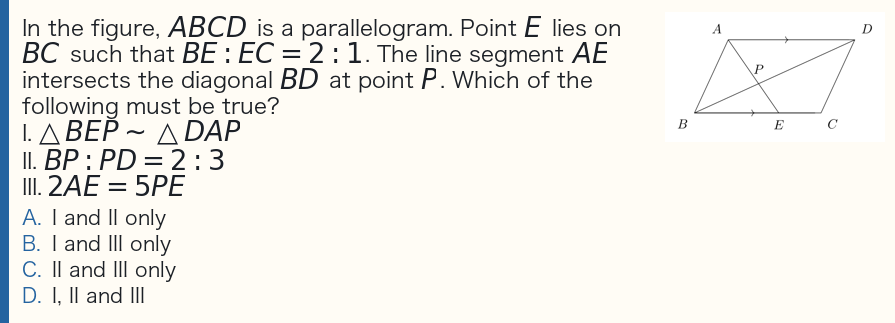 In the figure, ABCD is a parallelogram. Point E lies on
BC such that BE : EC = 2 : 1. The line segment AE
intersects the diagonal BD at point P. Which of the
following must be true?
I. △BEP ~ △DAP
II. BP : PD = 2 : 3
III. 2AE = 5PE
A. I and II only
B. I and III only
C. II and III only
D. I, II and III
A D
P
B E C